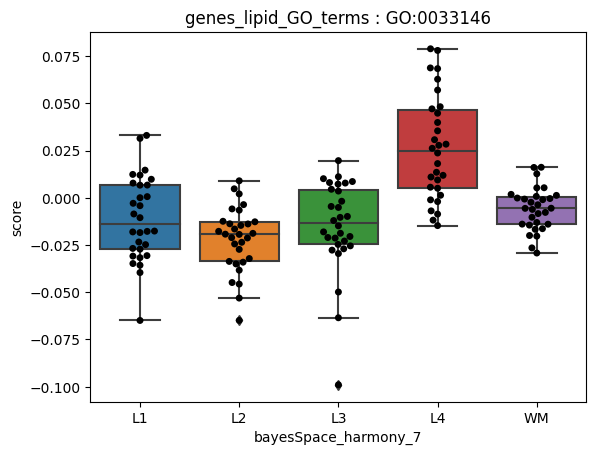 genes_lipid_GO_terms : GO:0033146
0.075
0.050
0.025
0.000
−0.025
−0.050
−0.075
−0.100
score
L1 L2 L3 L4 WM
bayesSpace_harmony_7